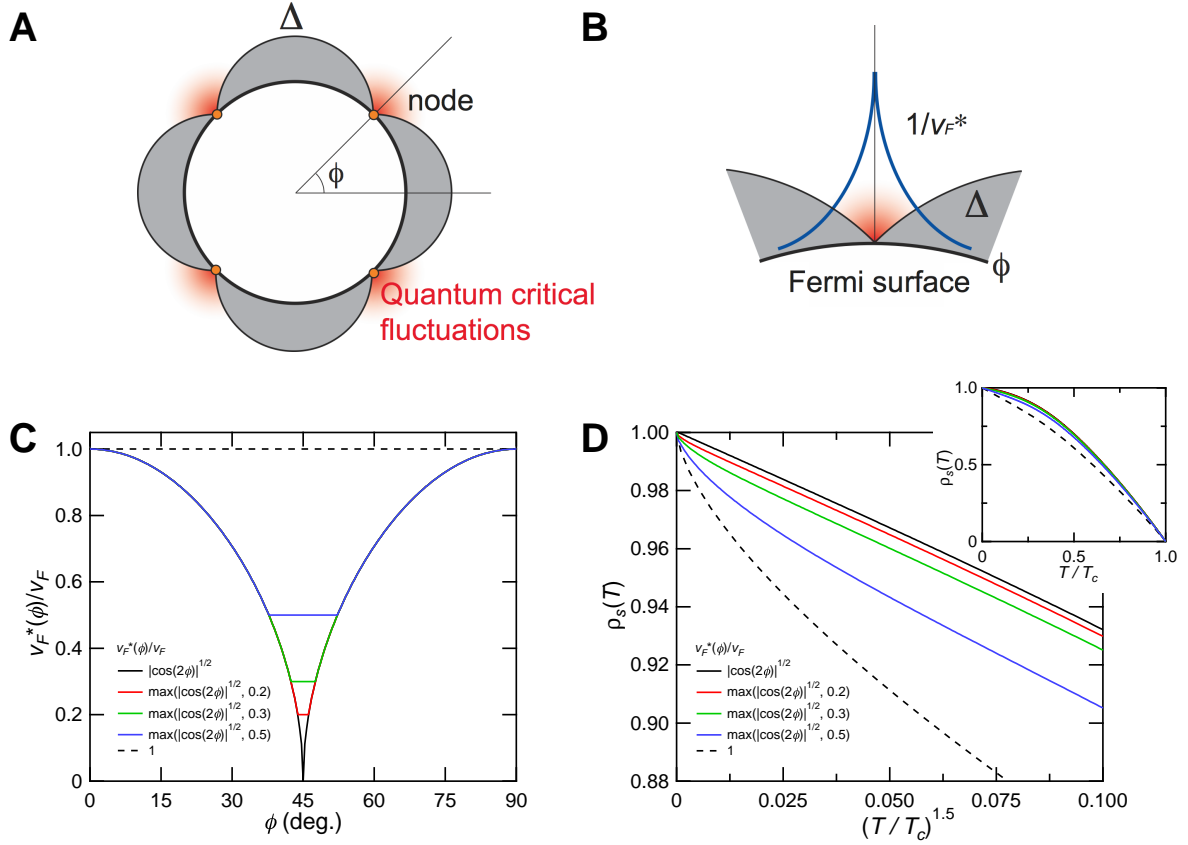 A
Δ
node
ϕ
Quantum critical
fluctuations
B
1/vF*
Δ
ϕ
Fermi surface
C
vF*(ϕ)/vF
1.0
0.8
0.6
0.4
0.2
0
0
15
30
45
60
75
90
ϕ (deg.)
vF*(ϕ)/vF
|cos(2ϕ)|^1/2
max(|cos(2ϕ)|^1/2, 0.2)
max(|cos(2ϕ)|^1/2, 0.3)
max(|cos(2ϕ)|^1/2, 0.5)
1
D
ρs(T)
1.00
0.98
0.96
0.94
0.92
0.90
0.88
0
0.025
0.050
0.075
0.100
(T / Tc)^1.5
vF*(ϕ)/vF
|cos(2ϕ)|^1/2
max(|cos(2ϕ)|^1/2, 0.2)
max(|cos(2ϕ)|^1/2, 0.3)
max(|cos(2ϕ)|^1/2, 0.5)
1
ρs(T)
1.0
0.5
0
0
0.5
1.0
T / Tc